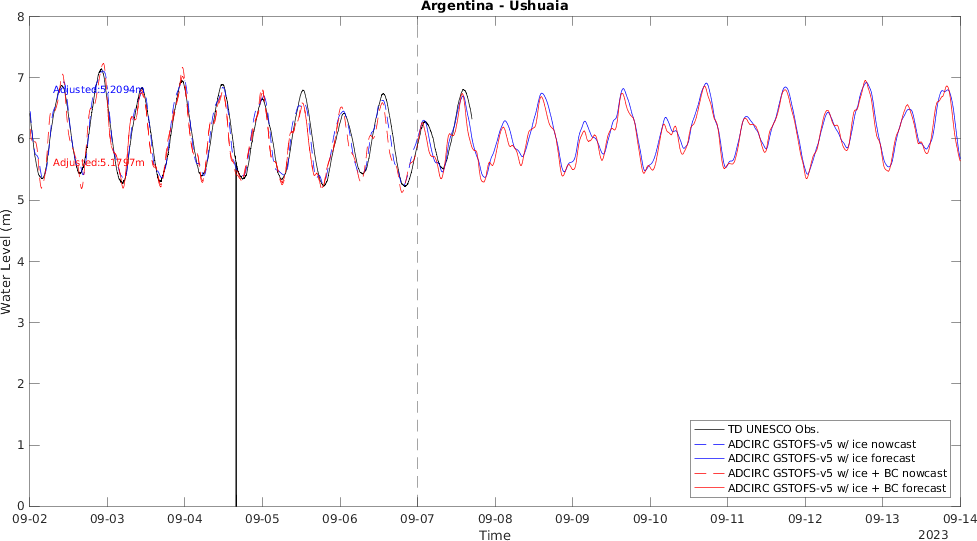 Argentina - Ushuaia
8
7
6
5
4
3
2
1
0
Water Level (m)
Adjusted:5.2094m
Adjusted:5.1797m
TD UNESCO Obs.
ADCIRC GSTOFS-v5 w/ ice nowcast
ADCIRC GSTOFS-v5 w/ ice forecast
ADCIRC GSTOFS-v5 w/ ice + BC nowcast
ADCIRC GSTOFS-v5 w/ ice + BC forecast
09-02 09-03 09-04 09-05 09-06 09-07 09-08 09-09 09-10 09-11 09-12 09-13 09-14
Time
2023